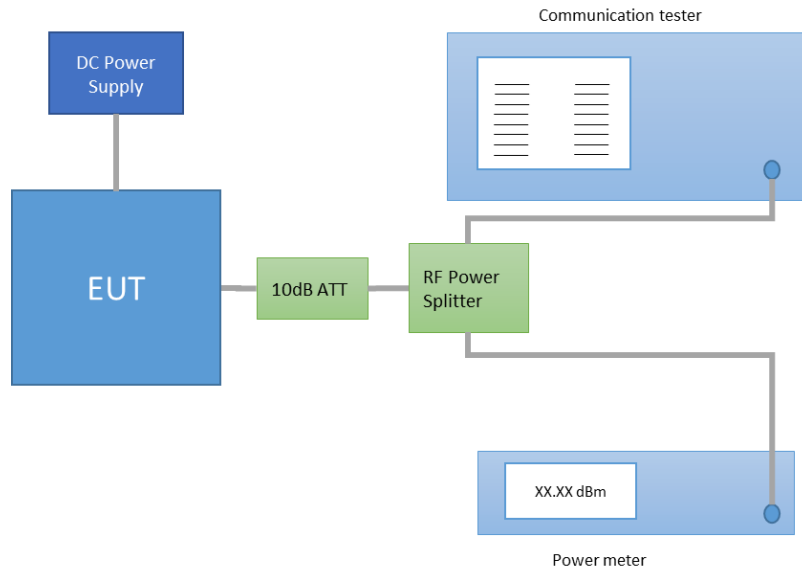 Communication tester
DC Power
Supply
EUT
10dB ATT
RF Power
Splitter
XX.XX dBm
Power meter